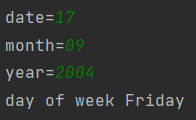 date=17
month=09
year=2004
day of week Friday